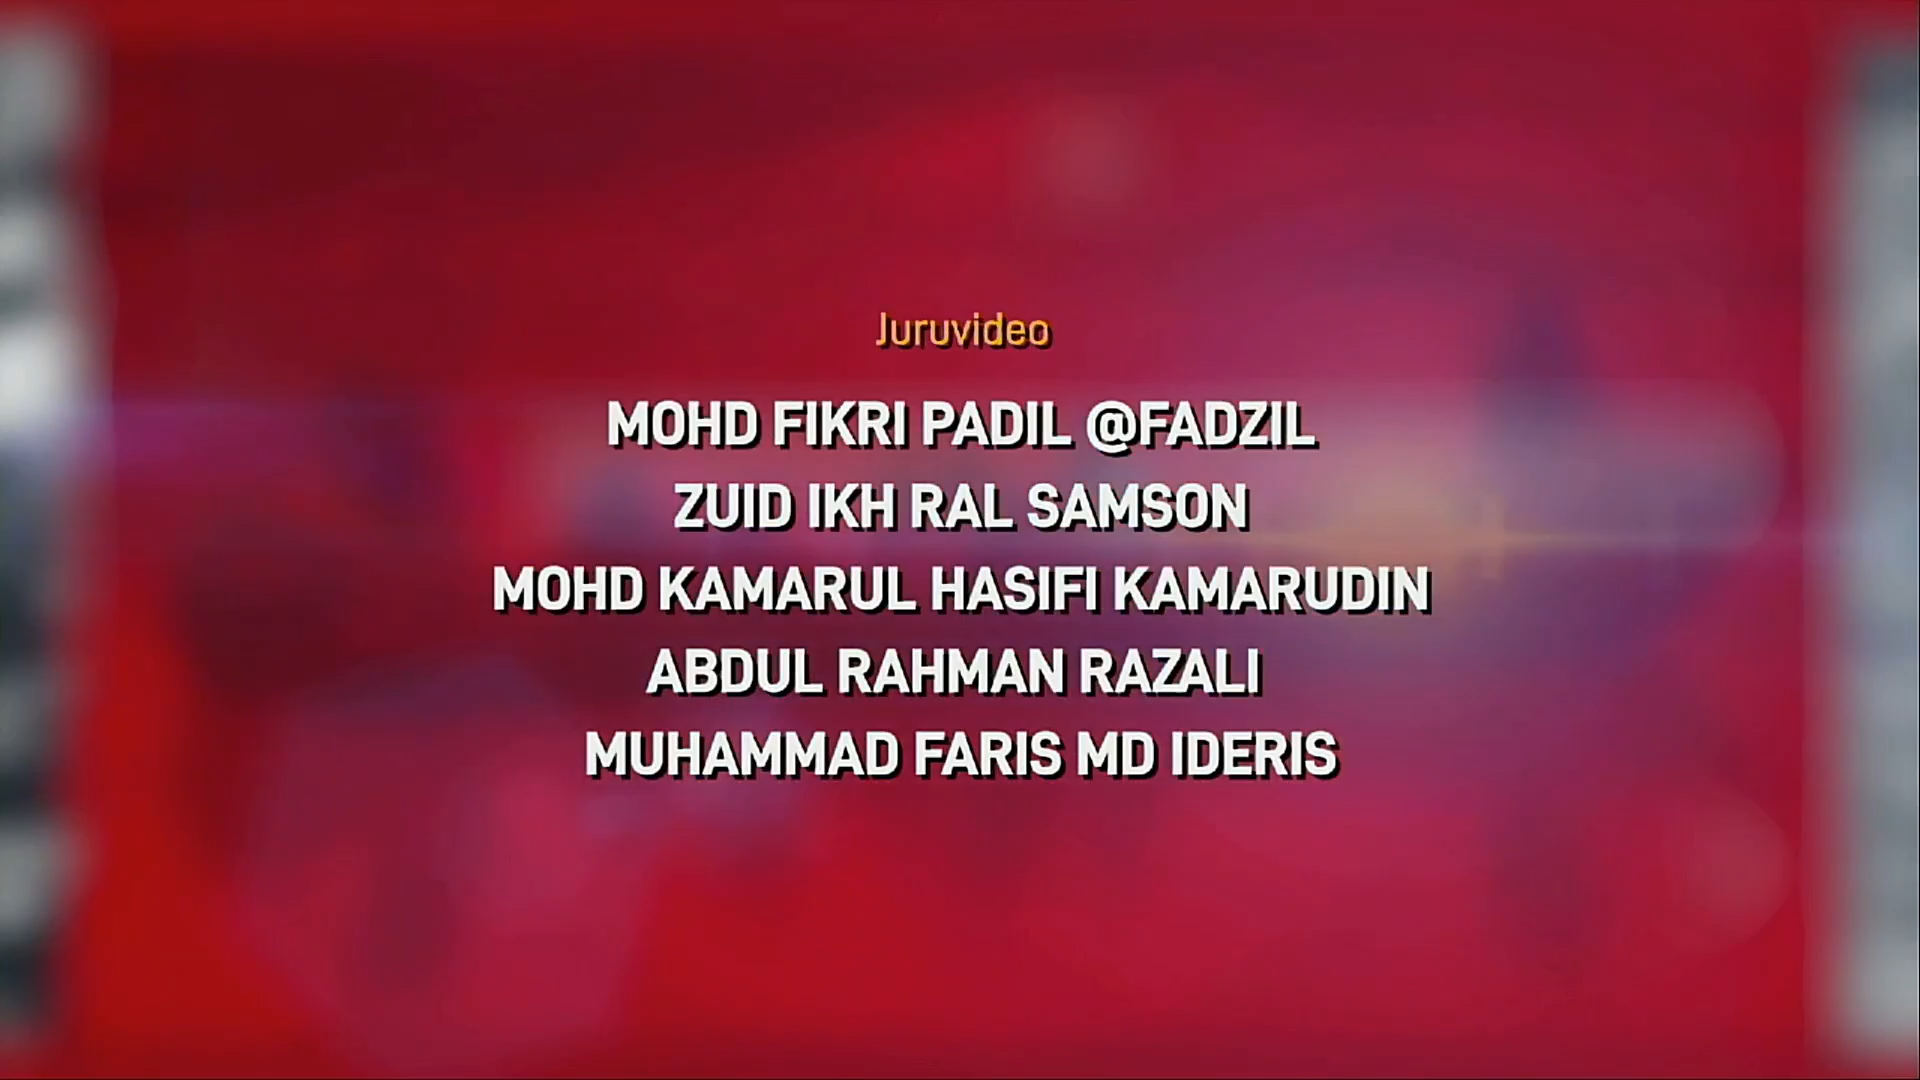 Juruvideo
MOHD FIKRI PADIL @FADZIL
ZUID IKH RAL SAMSON
MOHD KAMARUL HASIFI KAMARUDIN
ABDUL RAHMAN RAZALI
MUHAMMAD FARIS MD IDERIS